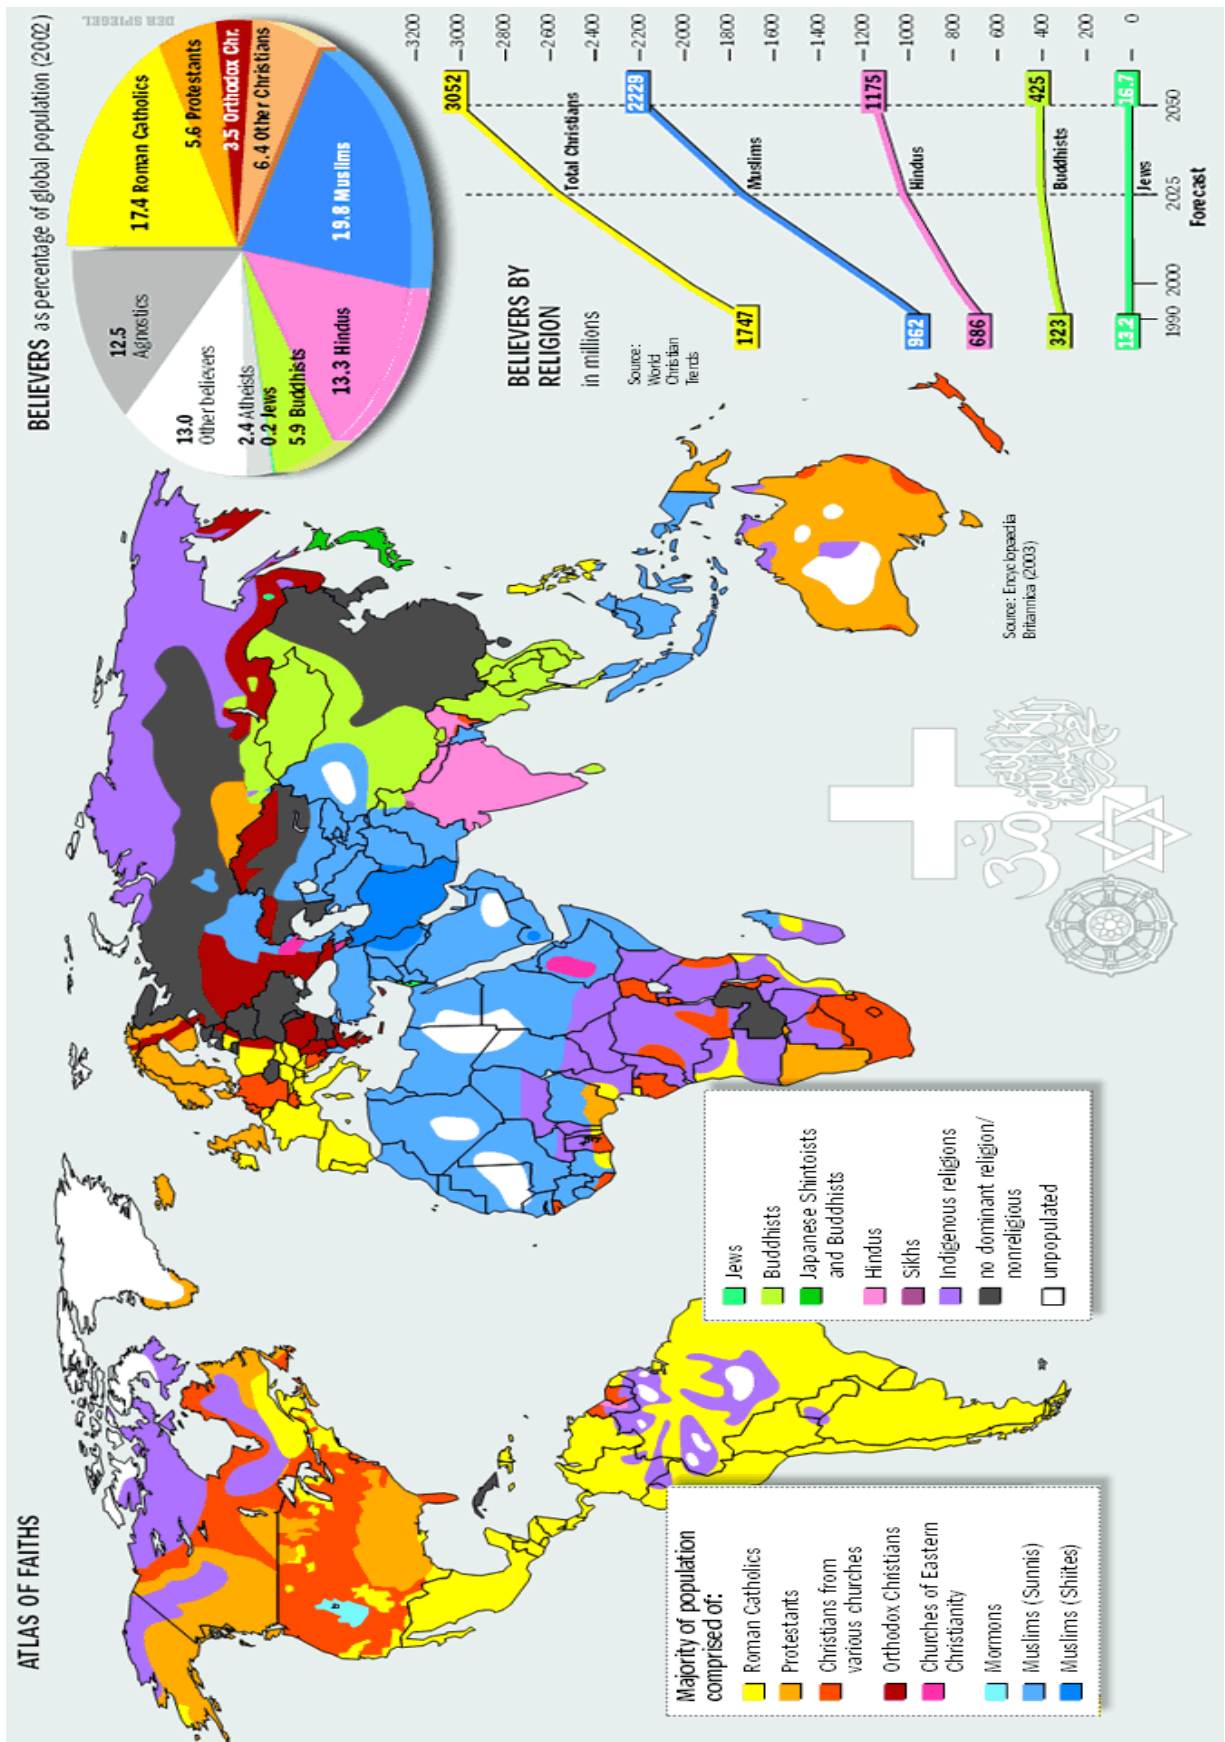 ATLAS OF FAITHS
BELIEVERS as percentage of global population (2002)
DER SPIEGEL
17.4 Roman Catholics
5.6 Protestants
3.5 Orthodox Chr.
6.4 Other Christians
19.8 Muslims
13.3 Hindus
5.9 Buddhists
0.2 Jews
2.4 Atheists
13.0
Other believers
12.5
Agnostics
BELIEVERS BY
RELIGION
in millions
Source:
World
Christian
Trends
3200
3000
2800
2600
2400
2200
2000
1800
1600
1400
1200
1000
800
600
400
200
0
1747
Total Christians
3052
962
Muslims
2229
686
Hindus
1175
323
Buddhists
425
13.2
Jews
16.7
1990
2000
2025
2050
Forecast
Source: Encyclopaedia
Britannica (2003)
Majority of population
comprised of:
Roman Catholics
Protestants
Christians from
various churches
Orthodox Christians
Churches of Eastern
Christianity
Mormons
Muslims (Sunnis)
Muslims (Shiites)
Jews
Buddhists
Japanese Shintoists
and Buddhists
Hindus
Sikhs
Indigenous religions
no dominant religion/
nonreligious
unpopulated
ॐ